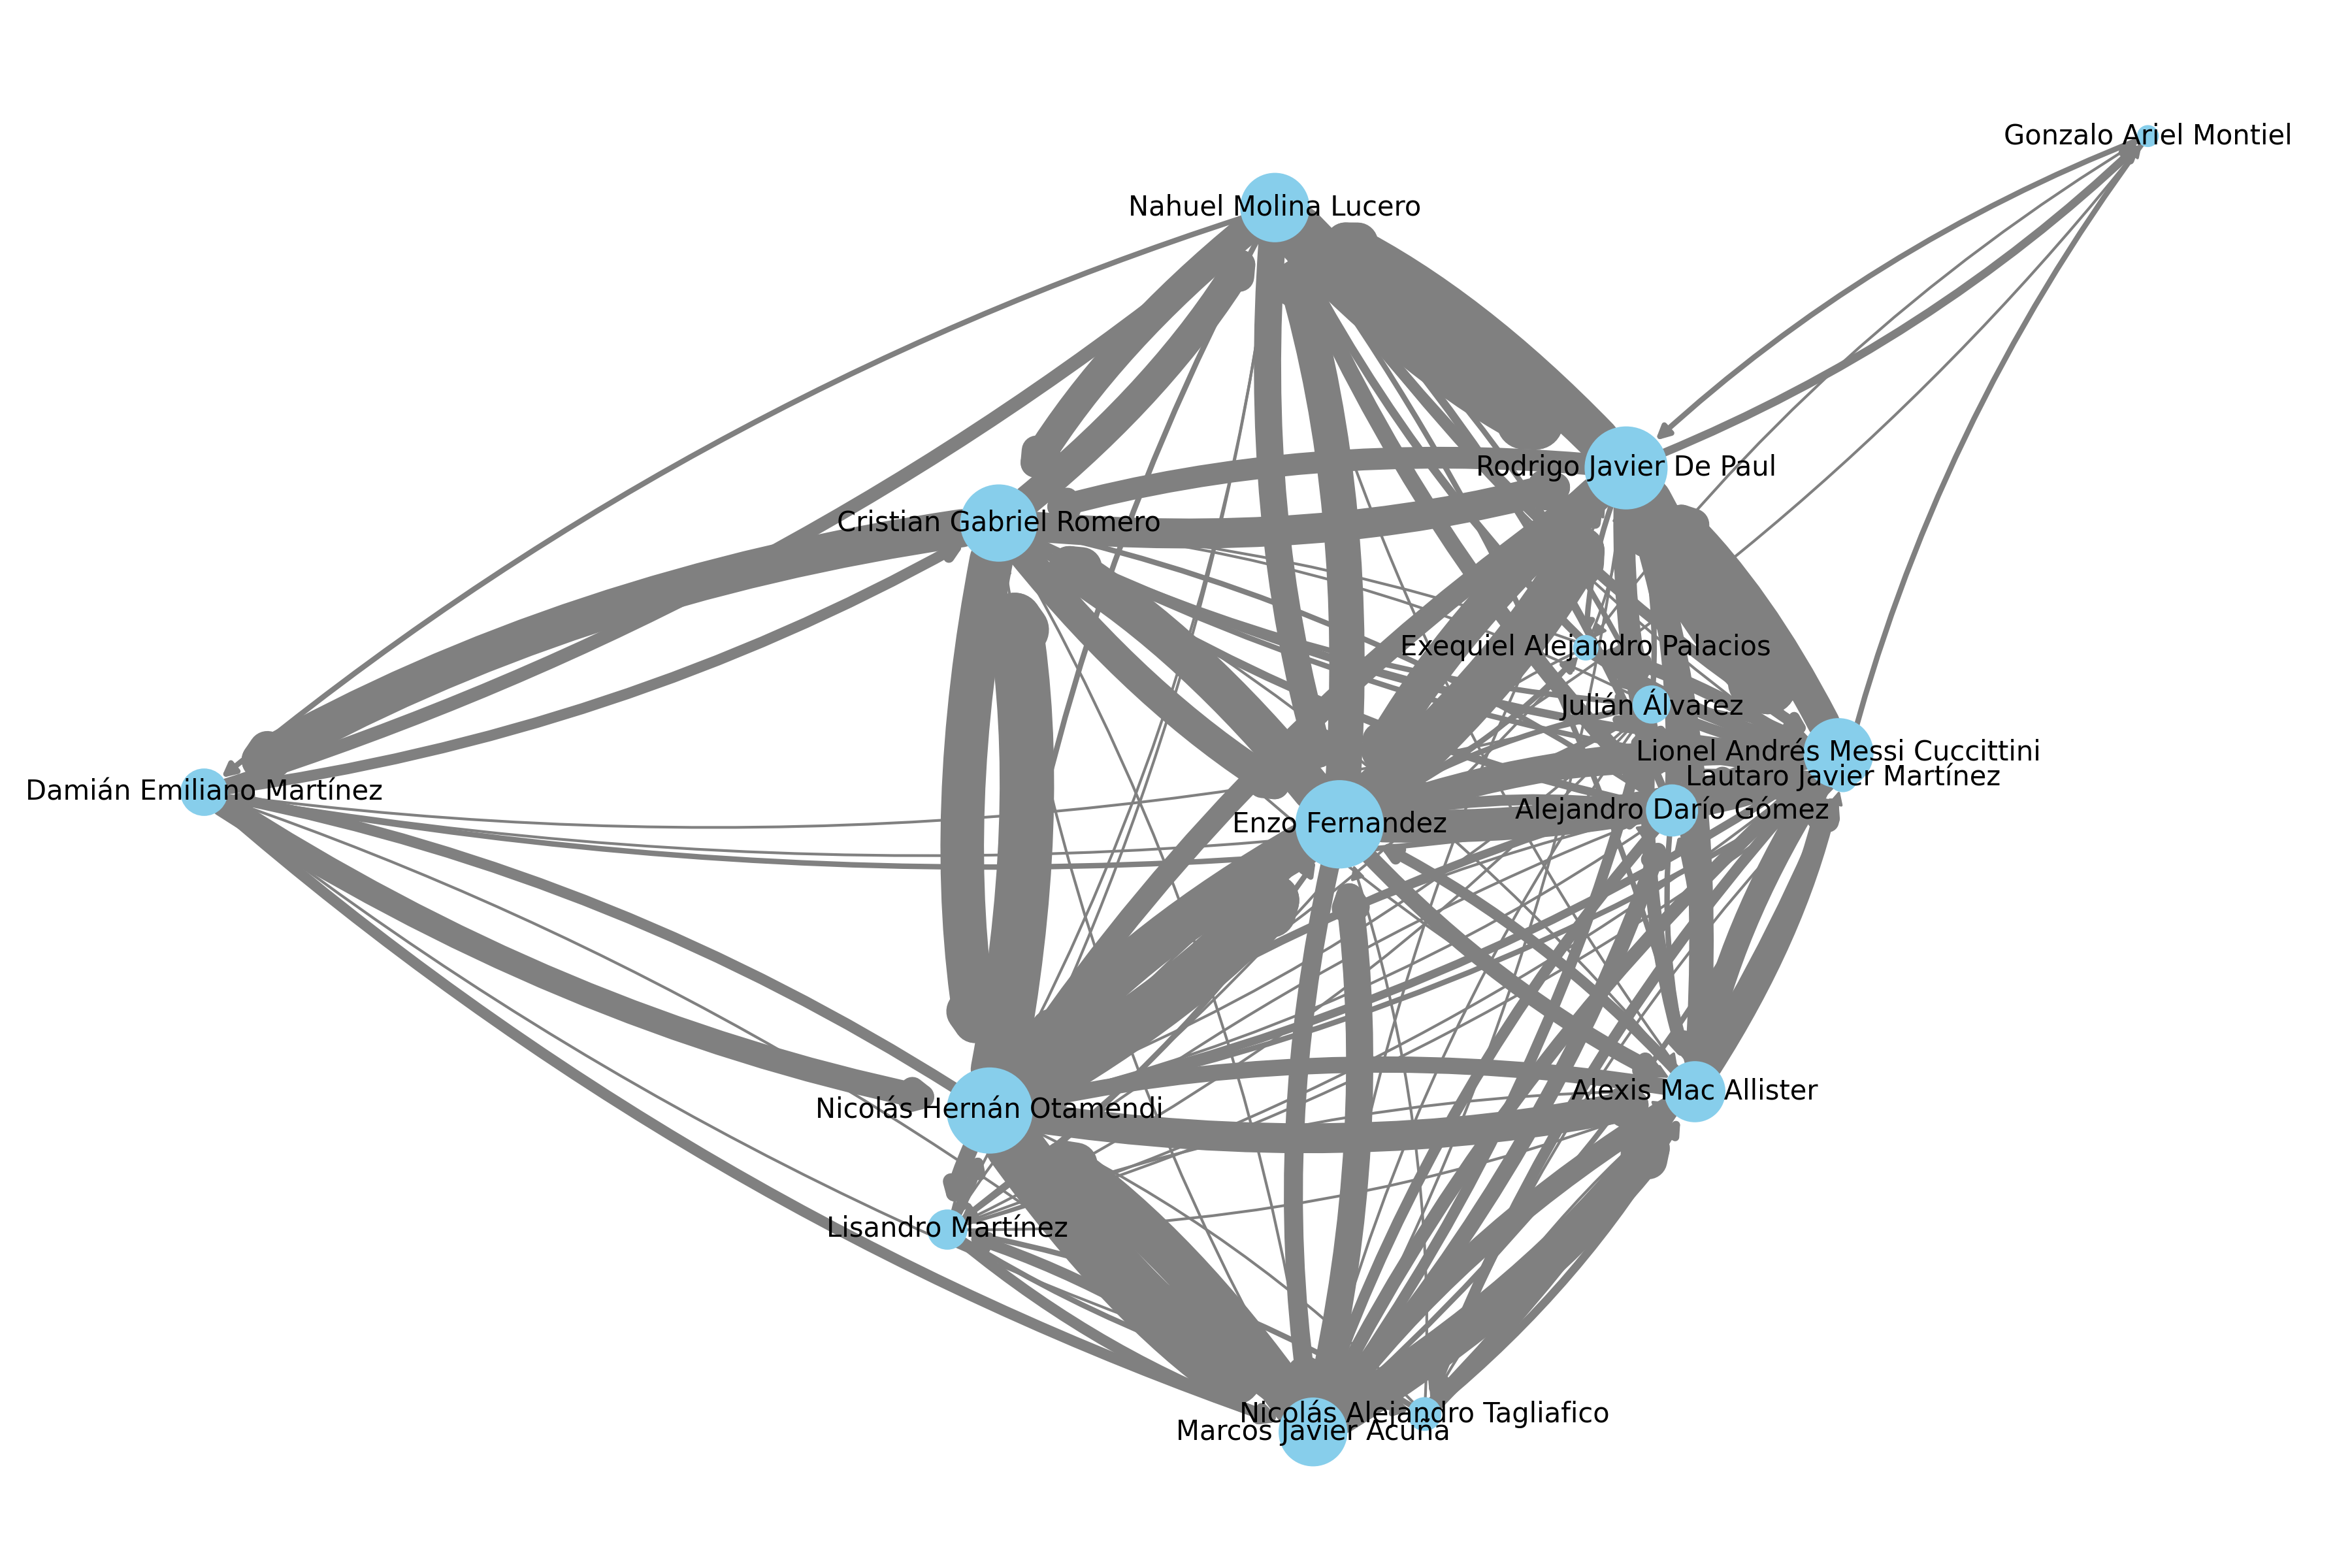 Gonzalo Ariel Montiel
Nahuel Molina Lucero
Rodrigo Javier De Paul
Cristian Gabriel Romero
Exequiel Alejandro Palacios
Julián Álvarez
Lionel Andrés Messi Cuccittini
Lautaro Javier Martínez
Damián Emiliano Martínez
Alejandro Darío Gómez
Enzo Fernandez
Alexis Mac Allister
Nicolás Hernán Otamendi
Lisandro Martínez
Nicolás Alejandro Tagliafico
Marcos Javier Acuña